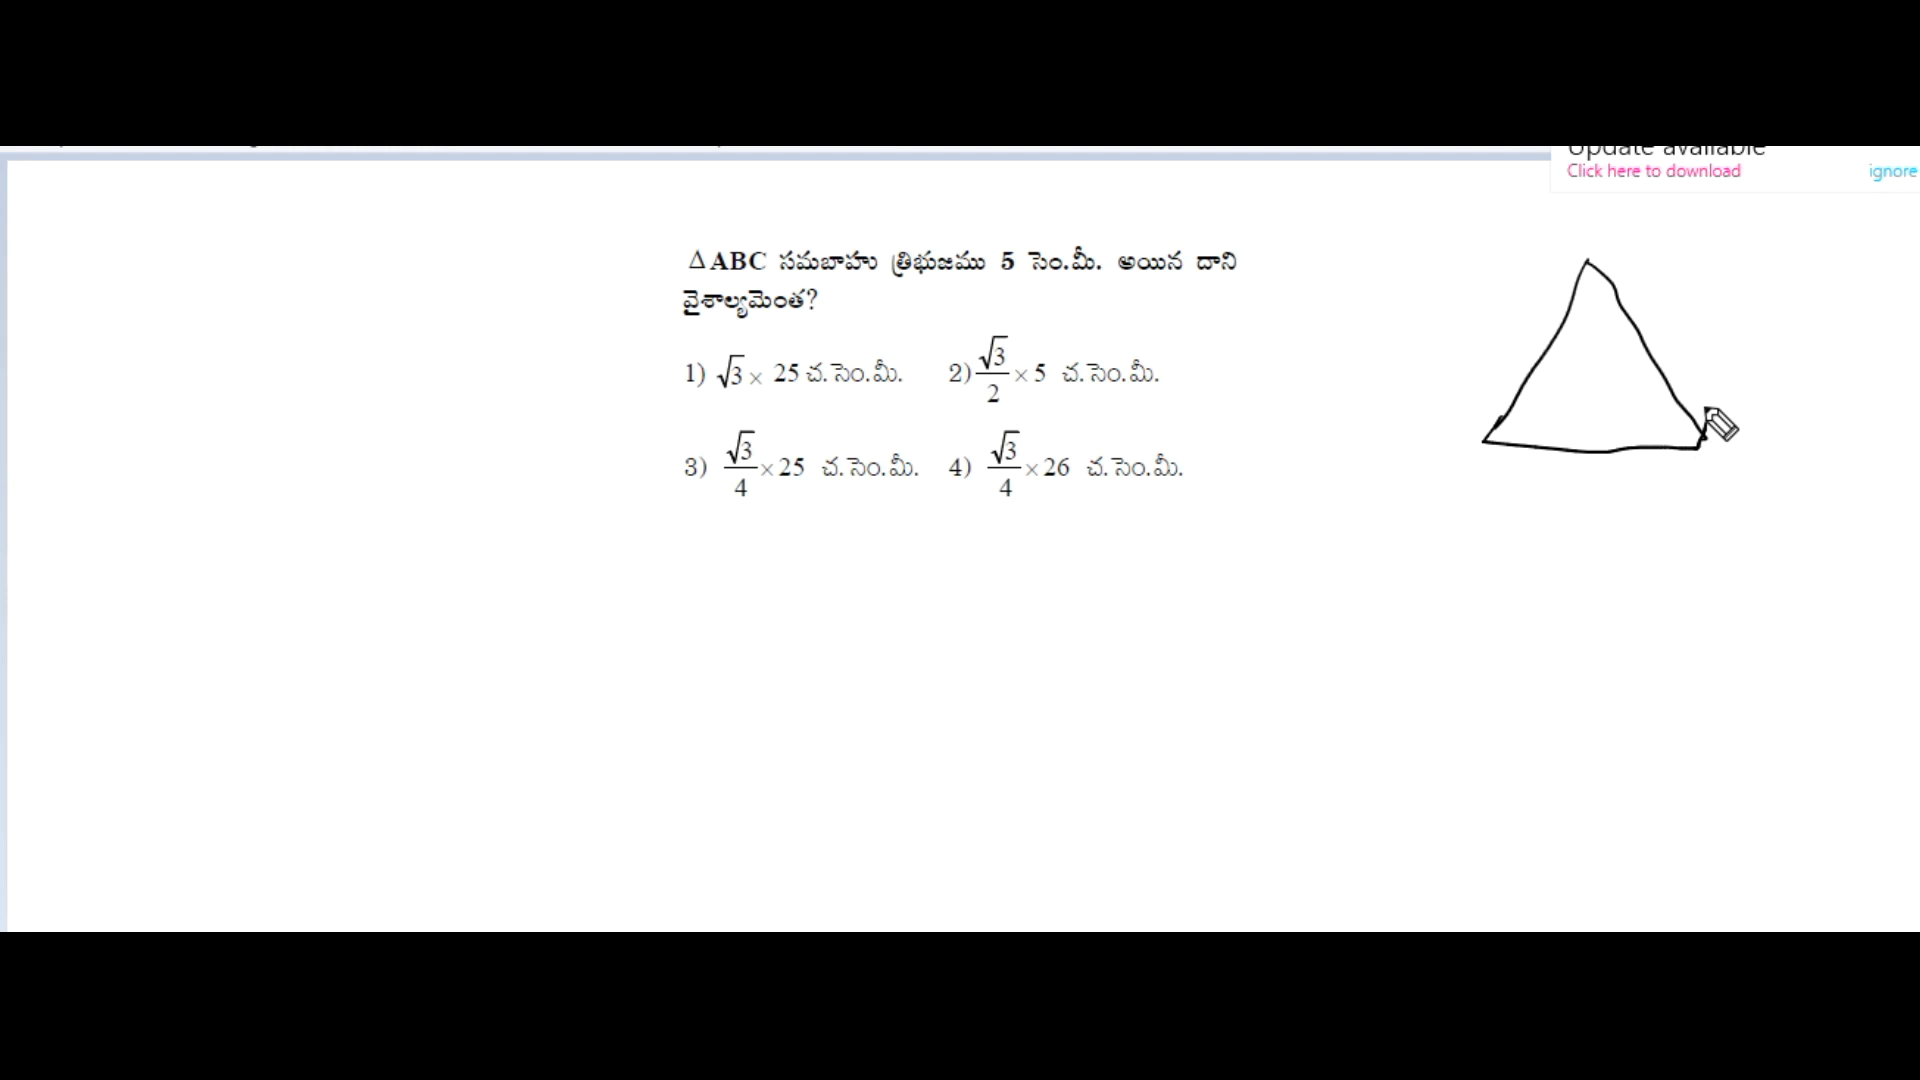 Update available
Click here to download ignore
Δ ABC సమబాహు త్రిభుజము 5 సెం.మీ. అయిన దాని
వైశాల్యమెంత?
1) √3 × 25 చ.సెం.మీ. 2) √3/2 × 5 చ.సెం.మీ.
3) √3/4 × 25 చ.సెం.మీ. 4) √3/4 × 26 చ.సెం.మీ.